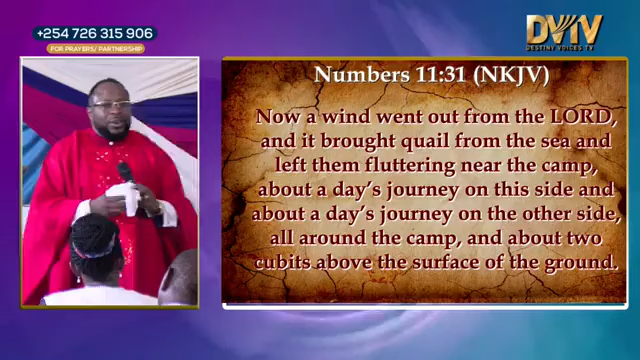 +254 726 315 906
FOR PRAYERS/ PARTNERSHIP
DVTV
DESTINY VOICES TV
Numbers 11:31 (NKJV)
Now a wind went out from the LORD,
and it brought quail from the sea and
left them fluttering near the camp,
about a day's journey on this side and
about a day's journey on the other side,
all around the camp, and about two
cubits above the surface of the ground.